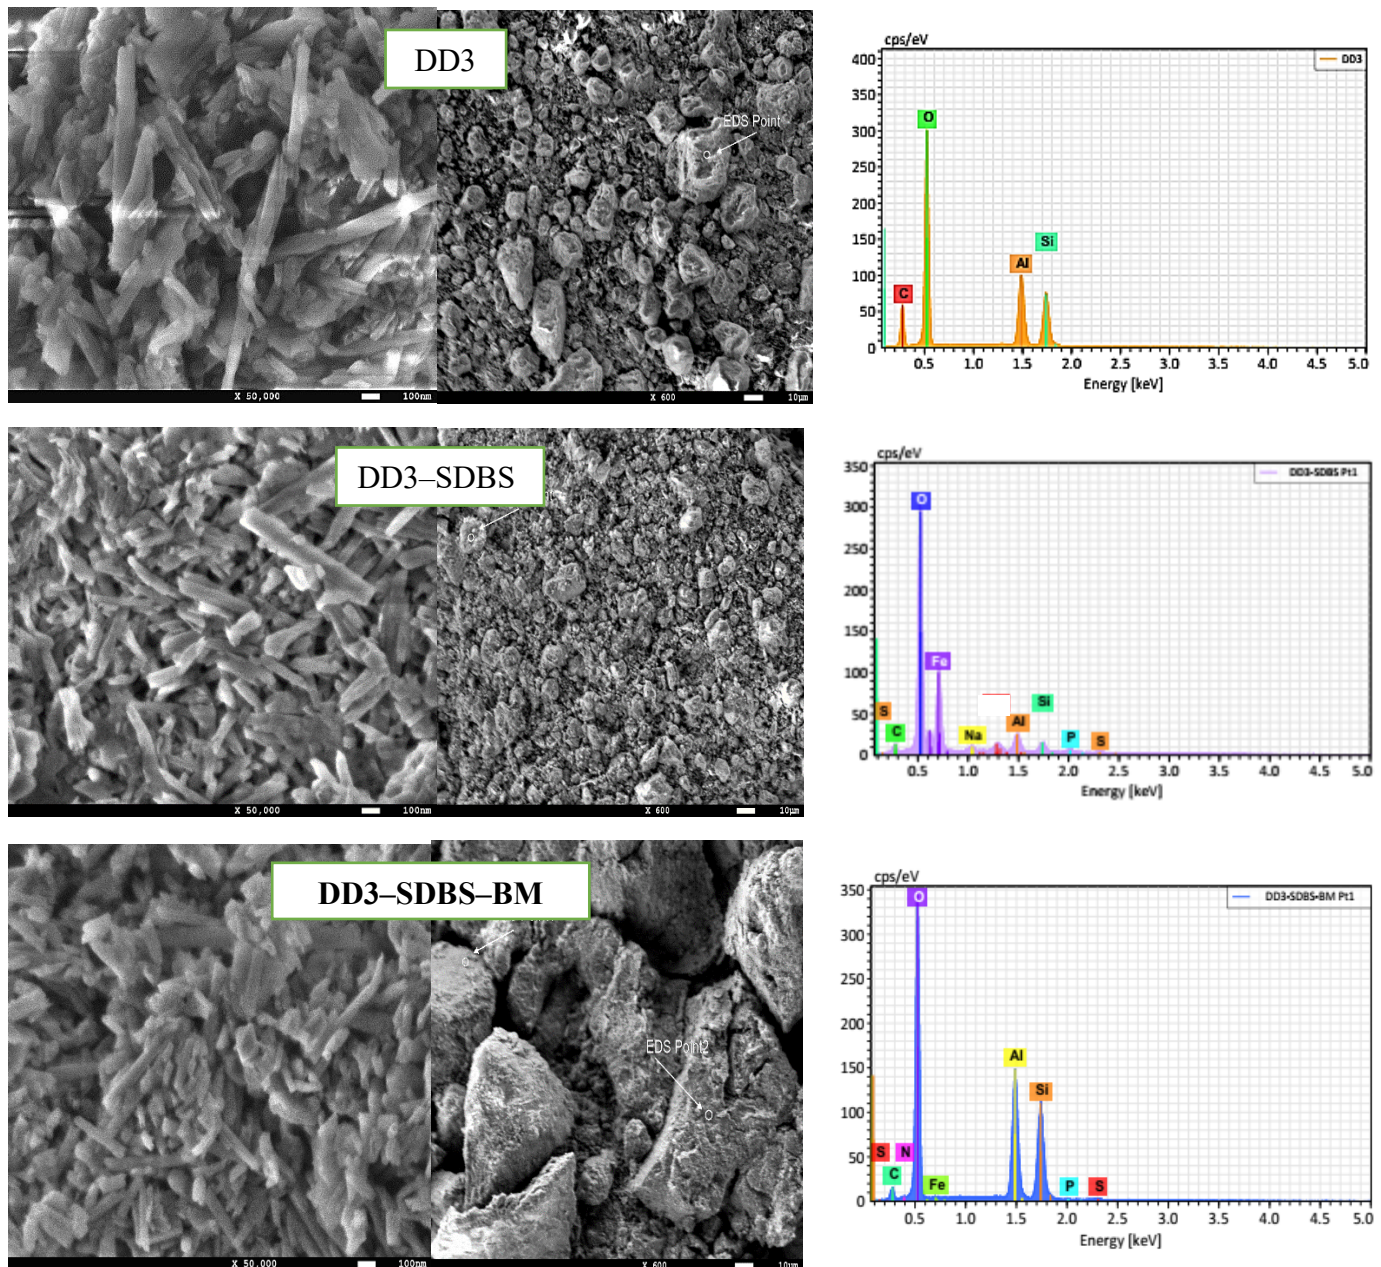 DD3
EDS Point
X 50,000 100nm
X 600 10µm
cps/eV
DD3
400
350
300
250
200
150
100
50
0
O
C
Al
Si
0.5 1.0 1.5 2.0 2.5 3.0 3.5 4.0 4.5 5.0
Energy [keV]
DD3–SDBS
X 50,000 100nm
X 600 10µm
cps/eV
DD3-SDBS Pt1
350
300
250
200
150
100
50
0
O
Fe
S
C
Na
Al
Si
P
S
0.5 1.0 1.5 2.0 2.5 3.0 3.5 4.0 4.5 5.0
Energy [keV]
DD3–SDBS–BM
EDS Point2
X 50,000 100nm
X 600 10µm
cps/eV
DD3-SDBS-BM Pt1
350
300
250
200
150
100
50
0
O
Al
Si
S
N
C
Fe
P
S
0.5 1.0 1.5 2.0 2.5 3.0 3.5 4.0 4.5 5.0
Energy [keV]